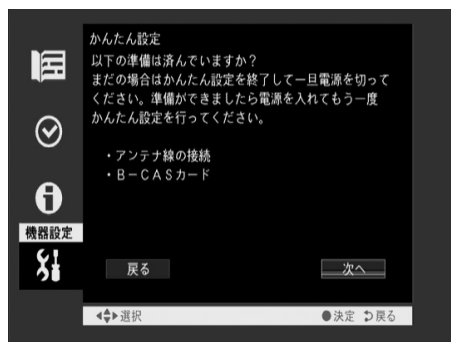 かんたん設定
以下の準備は済んでいますか？
まだの場合はかんたん設定を終了して一旦電源を切って
ください。準備ができましたら電源を入れてもう一度
かんたん設定を行ってください。
・アンテナ線の接続
・Ｂ－ＣＡＳカード
機器設定
戻る
次へ
選択
決定
戻る